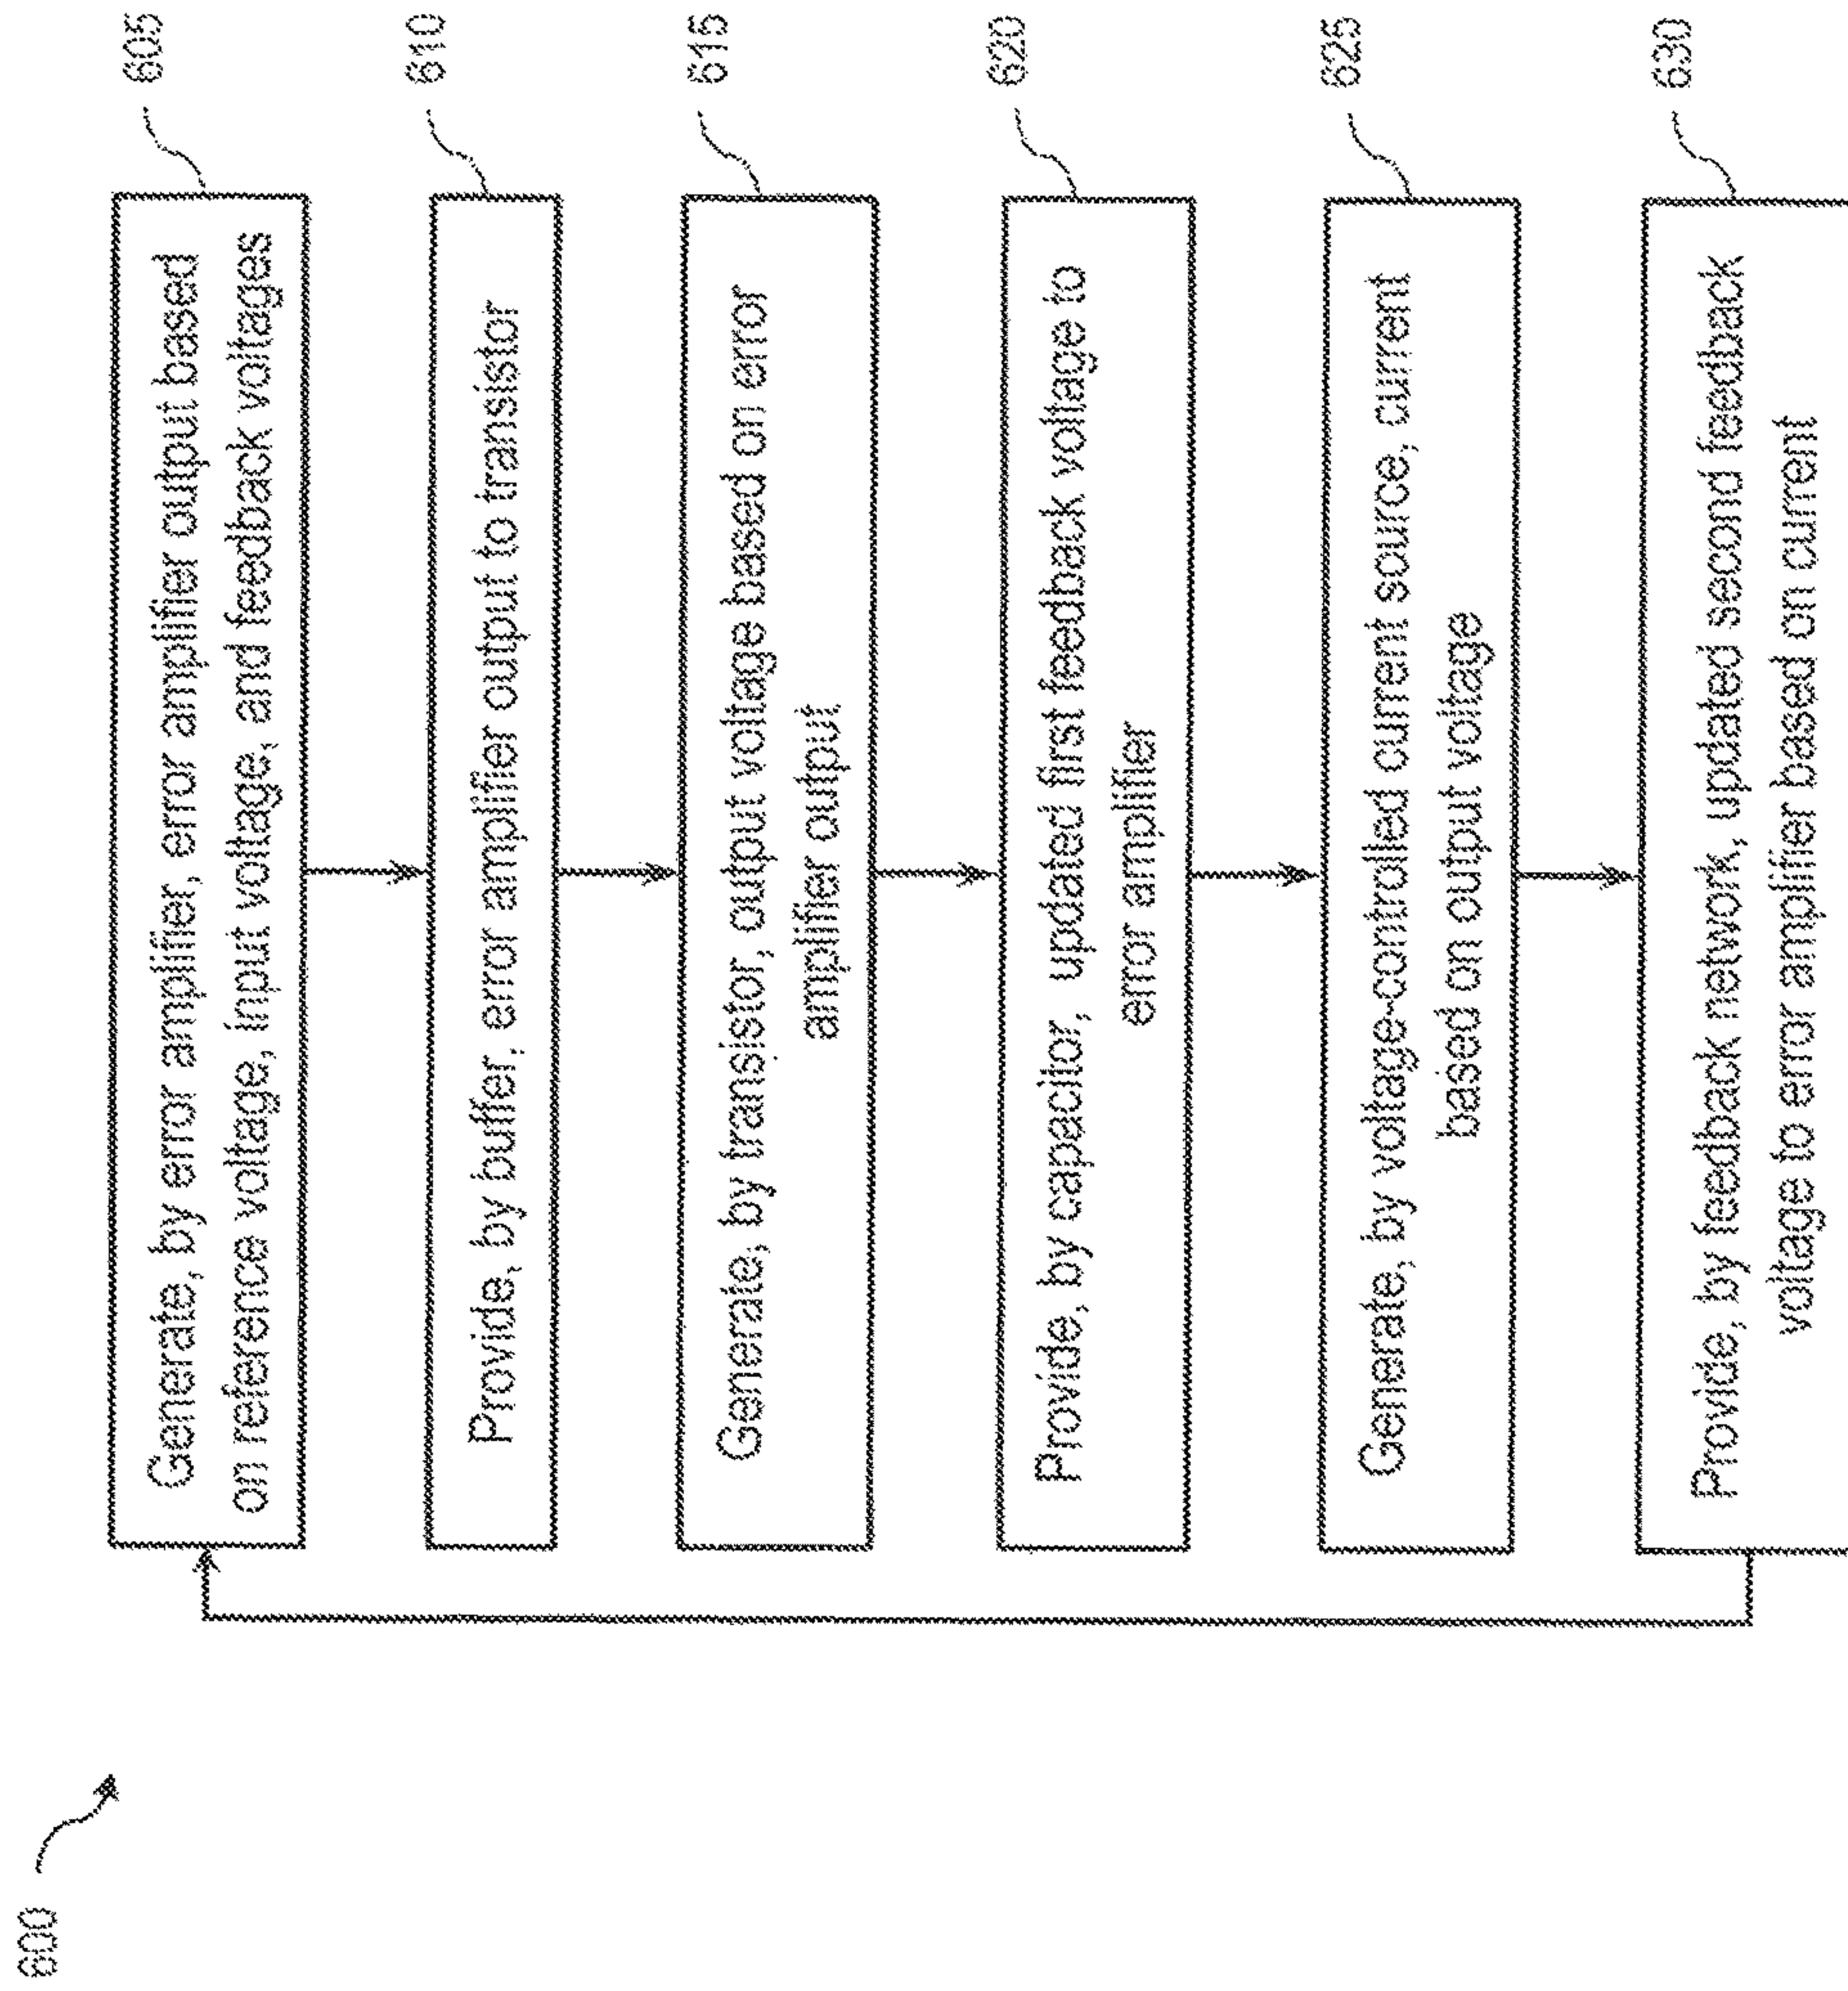 600
605
Generate, by error amplifier, error amplifier output based
on reference voltage, input voltage, and feedback voltages
610
Provide, by buffer, error amplifier output to transistor
615
Generate, by transistor, output voltage based on error
amplifier output
620
Provide, by capacitor, updated first feedback voltage to
error amplifier
625
Generate, by voltage-controlled current source, current
based on output voltage
630
Provide, by feedback network, updated second feedback
voltage to error amplifier based on current